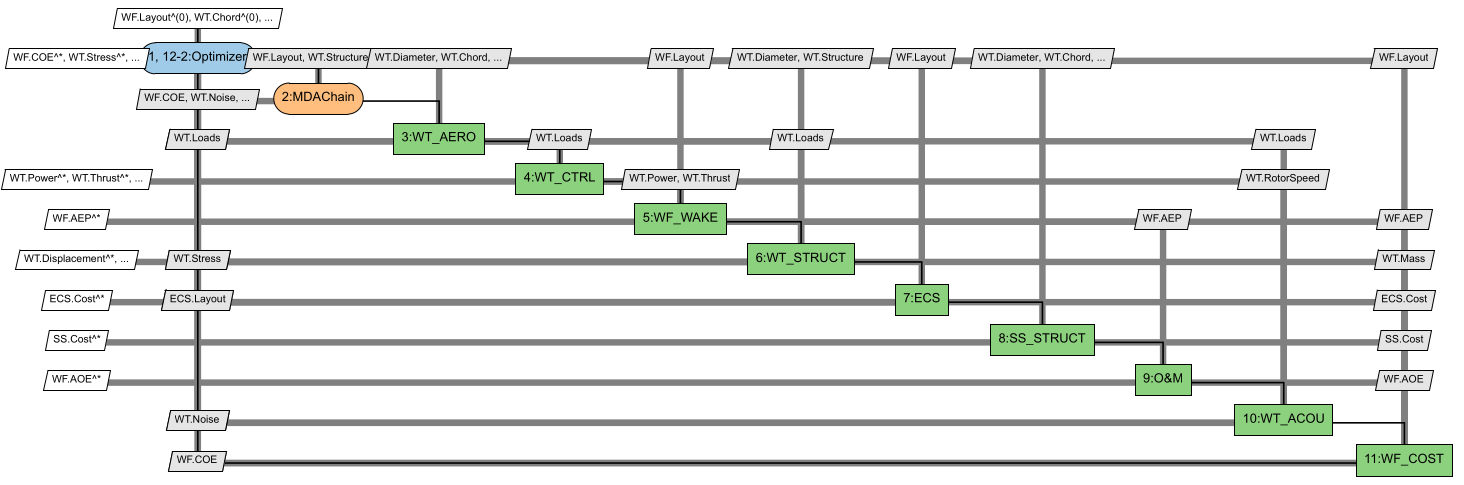 WF.Layout^(0), WT.Chord^(0), ...
WF.COE^*, WT.Stress^*, ...
1, 12-2:Optimizer
WF.Layout, WT.Structure
WT.Diameter, WT.Chord, ...
WF.Layout
WT.Diameter, WT.Structure
WF.Layout
WT.Diameter, WT.Chord, ...
WF.Layout
WF.COE, WT.Noise, ...
2:MDAChain
WT.Loads
3:WT_AERO
WT.Loads
WT.Loads
WT.Loads
WT.Power^*, WT.Thrust^*, ...
4:WT_CTRL
WT.Power, WT.Thrust
WT.RotorSpeed
WF.AEP^*
5:WF_WAKE
WF.AEP
WF.AEP
WT.Displacement^*, ...
WT.Stress
6:WT_STRUCT
WT.Mass
ECS.Cost^*
ECS.Layout
7:ECS
ECS.Cost
SS.Cost^*
8:SS_STRUCT
SS.Cost
WF.AOE^*
9:O&M
WF.AOE
WT.Noise
10:WT_ACOU
WF.COE
11:WF_COST